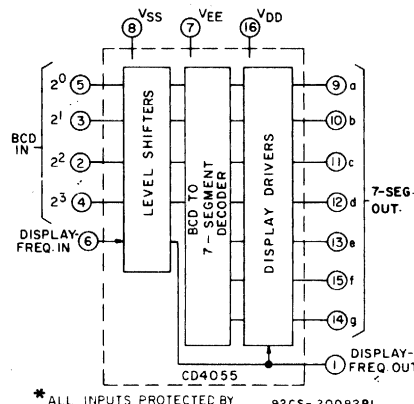 VSS VEE VDD
8 7 16
2⁰ 5
2¹ 3
2² 2
2³ 4
BCD
IN
DISPLAY-
FREQ. IN
6
LEVEL SHIFTERS
BCD TO
7-SEGMENT
DECODER
DISPLAY DRIVERS
9 a
10 b
11 c
12 d
13 e
15 f
14 g
7-SEG.
OUT.
1
DISPLAY-
FREQ. OUT
CD4055
*ALL INPUTS PROTECTED BY
92CS-20092RI